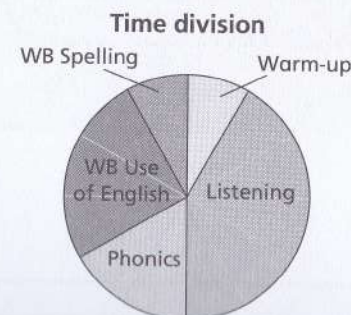 Time division
WB Spelling
Warm-up
WB Use
of English
Listening
Phonics